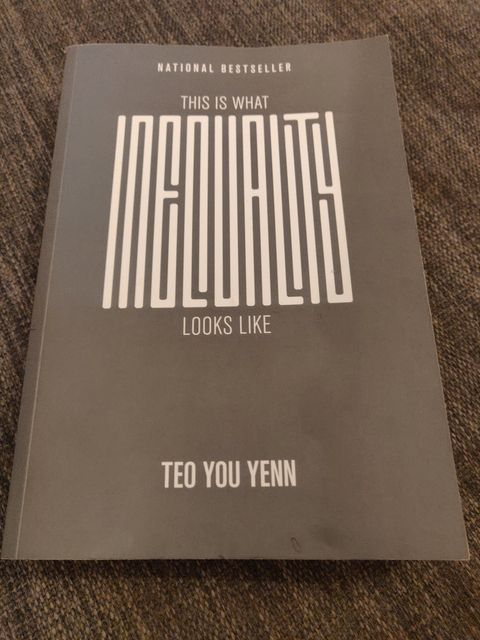 NATIONAL BESTSELLER
THIS IS WHAT
INEQUALITY
LOOKS LIKE
TEO YOU YENN